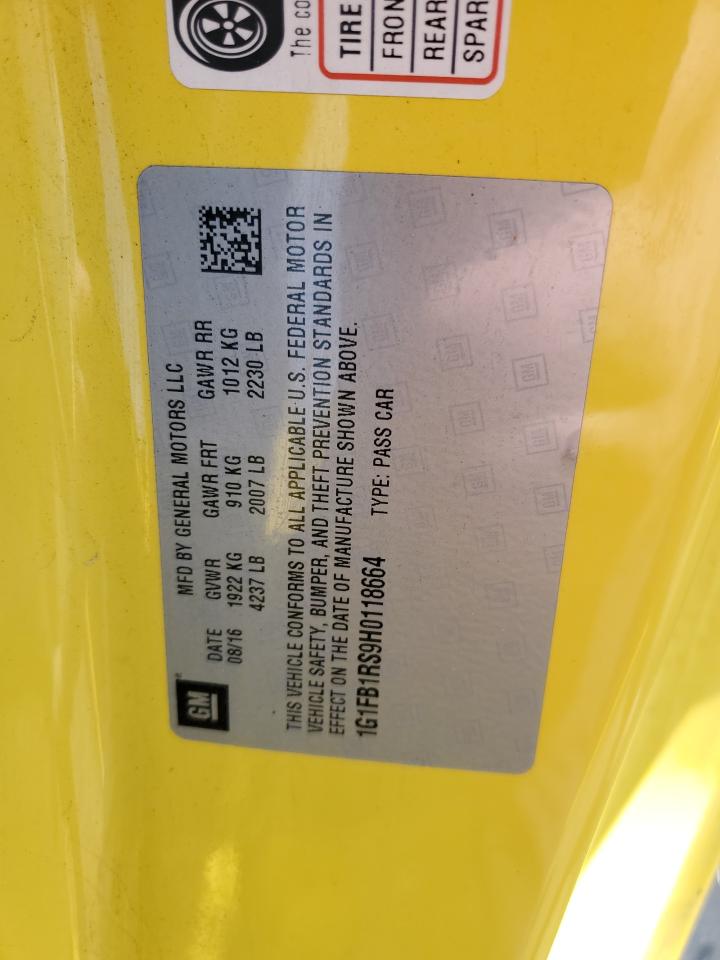 The co
TIRE
FRON
REAR
SPAR
GM
MFD BY GENERAL MOTORS LLC
DATE GVWR GAWR FRT GAWR RR
08/16 1922 KG 910 KG 1012 KG
4237 LB 2007 LB 2230 LB
THIS VEHICLE CONFORMS TO ALL APPLICABLE U.S. FEDERAL MOTOR
VEHICLE SAFETY, BUMPER, AND THEFT PREVENTION STANDARDS IN
EFFECT ON THE DATE OF MANUFACTURE SHOWN ABOVE.
1G1FB1RS9H0118664 TYPE: PASS CAR